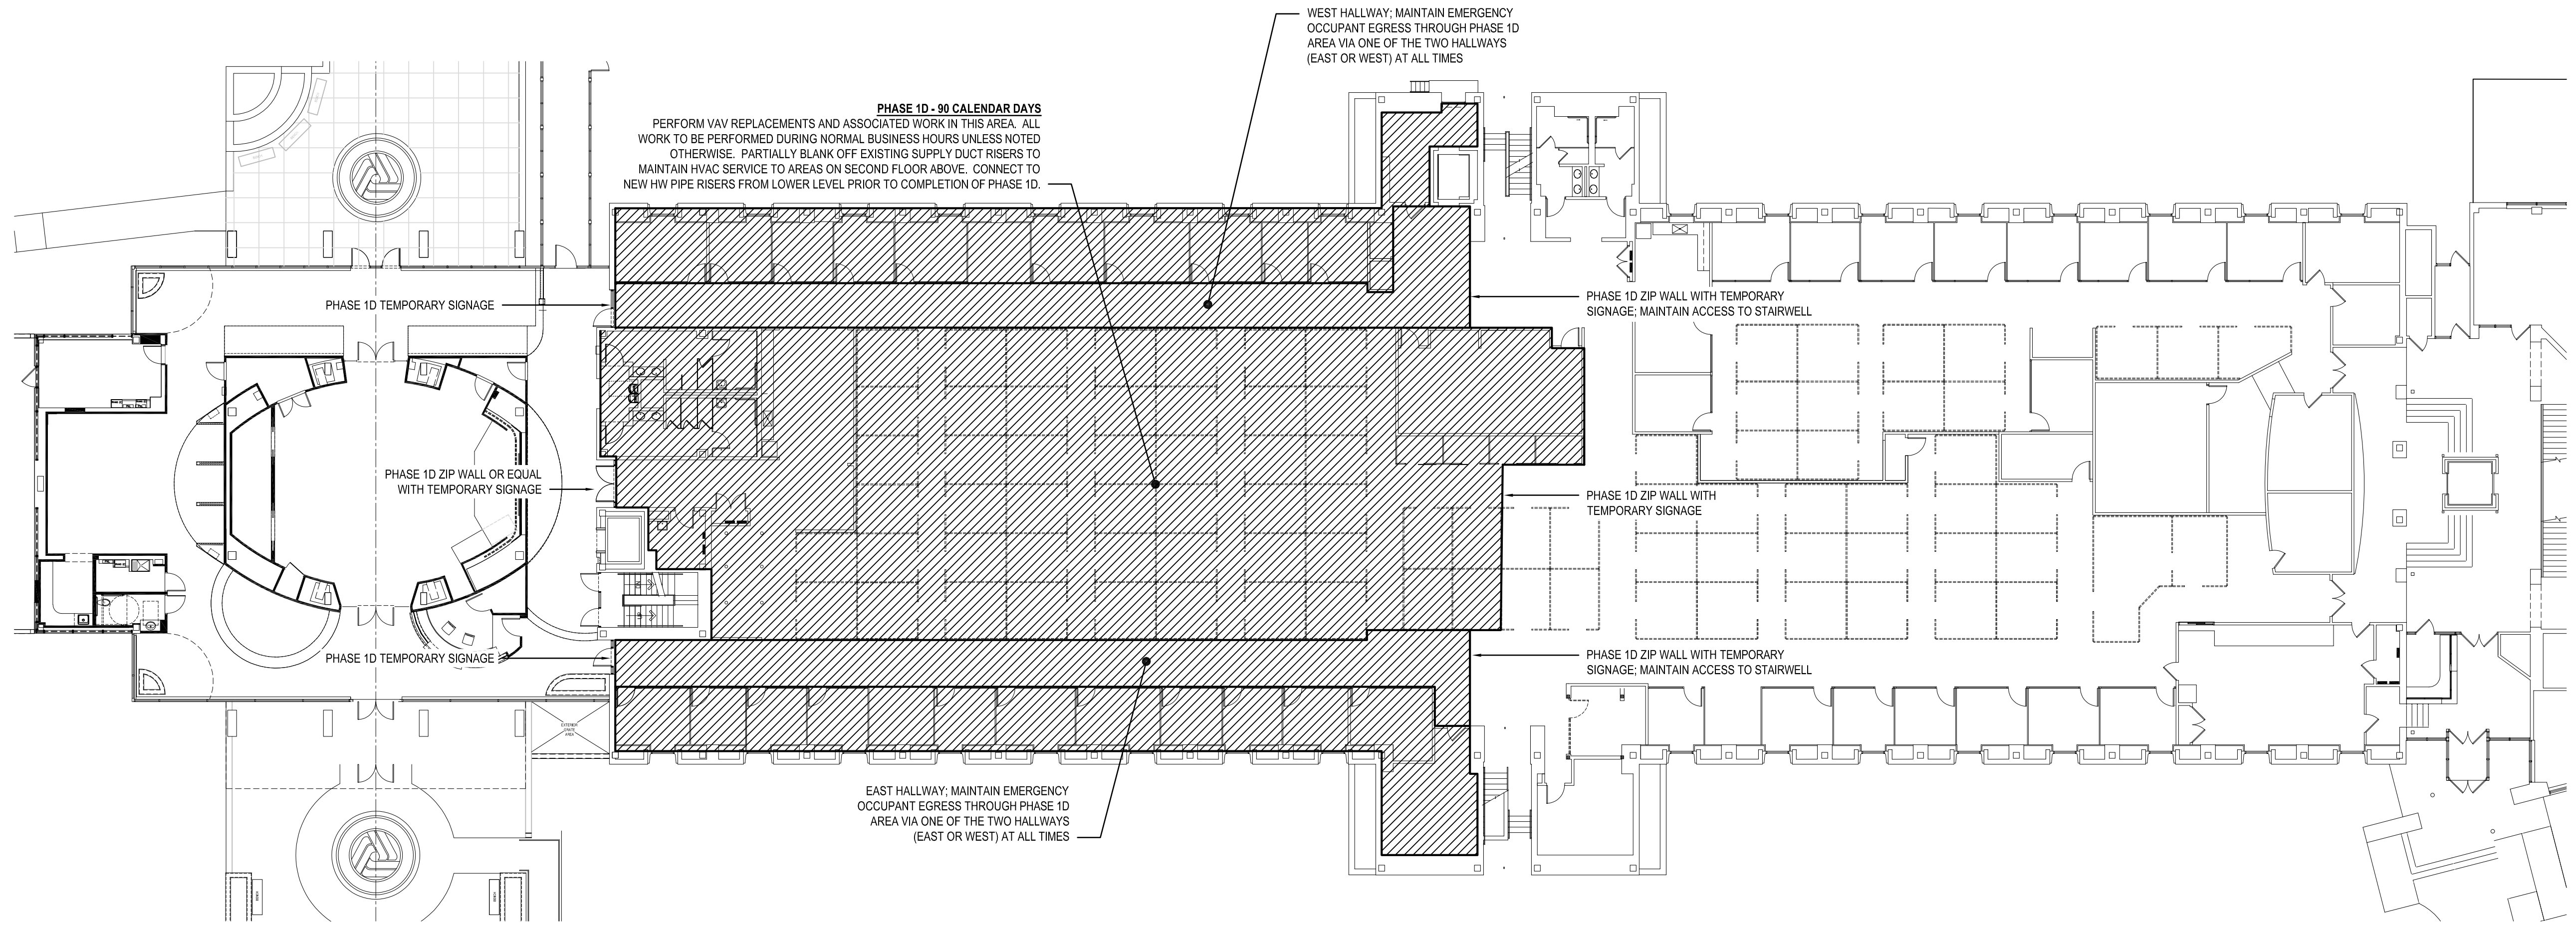 WEST HALLWAY; MAINTAIN EMERGENCY
OCCUPANT EGRESS THROUGH PHASE 1D
AREA VIA ONE OF THE TWO HALLWAYS
(EAST OR WEST) AT ALL TIMES
PHASE 1D - 90 CALENDAR DAYS
PERFORM VAV REPLACEMENTS AND ASSOCIATED WORK IN THIS AREA. ALL
WORK TO BE PERFORMED DURING NORMAL BUSINESS HOURS UNLESS NOTED
OTHERWISE. PARTIALLY BLANK OFF EXISTING SUPPLY DUCT RISERS TO
MAINTAIN HVAC SERVICE TO AREAS ON SECOND FLOOR ABOVE. CONNECT TO
NEW HW PIPE RISERS FROM LOWER LEVEL PRIOR TO COMPLETION OF PHASE 1D.
PHASE 1D TEMPORARY SIGNAGE
PHASE 1D ZIP WALL WITH TEMPORARY
SIGNAGE; MAINTAIN ACCESS TO STAIRWELL
PHASE 1D ZIP WALL OR EQUAL
WITH TEMPORARY SIGNAGE
PHASE 1D ZIP WALL WITH
TEMPORARY SIGNAGE
PHASE 1D TEMPORARY SIGNAGE
PHASE 1D ZIP WALL WITH TEMPORARY
SIGNAGE; MAINTAIN ACCESS TO STAIRWELL
EXTERIOR
CRATE
AREA
EAST HALLWAY; MAINTAIN EMERGENCY
OCCUPANT EGRESS THROUGH PHASE 1D
AREA VIA ONE OF THE TWO HALLWAYS
(EAST OR WEST) AT ALL TIMES